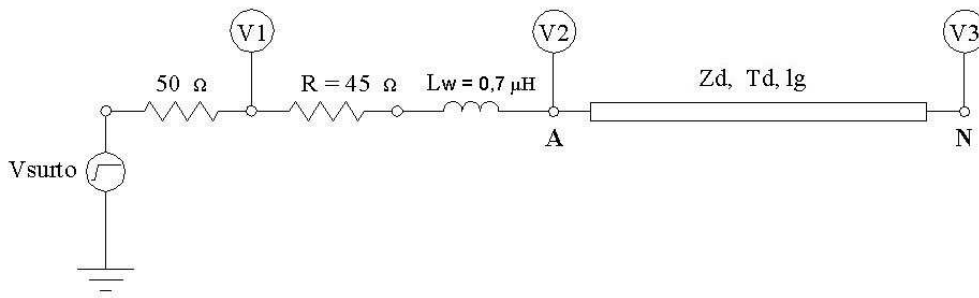 V1 V2 V3
50 Ω R = 45 Ω Lw = 0,7 µH Zd, Td, lg
A N
Vsurto